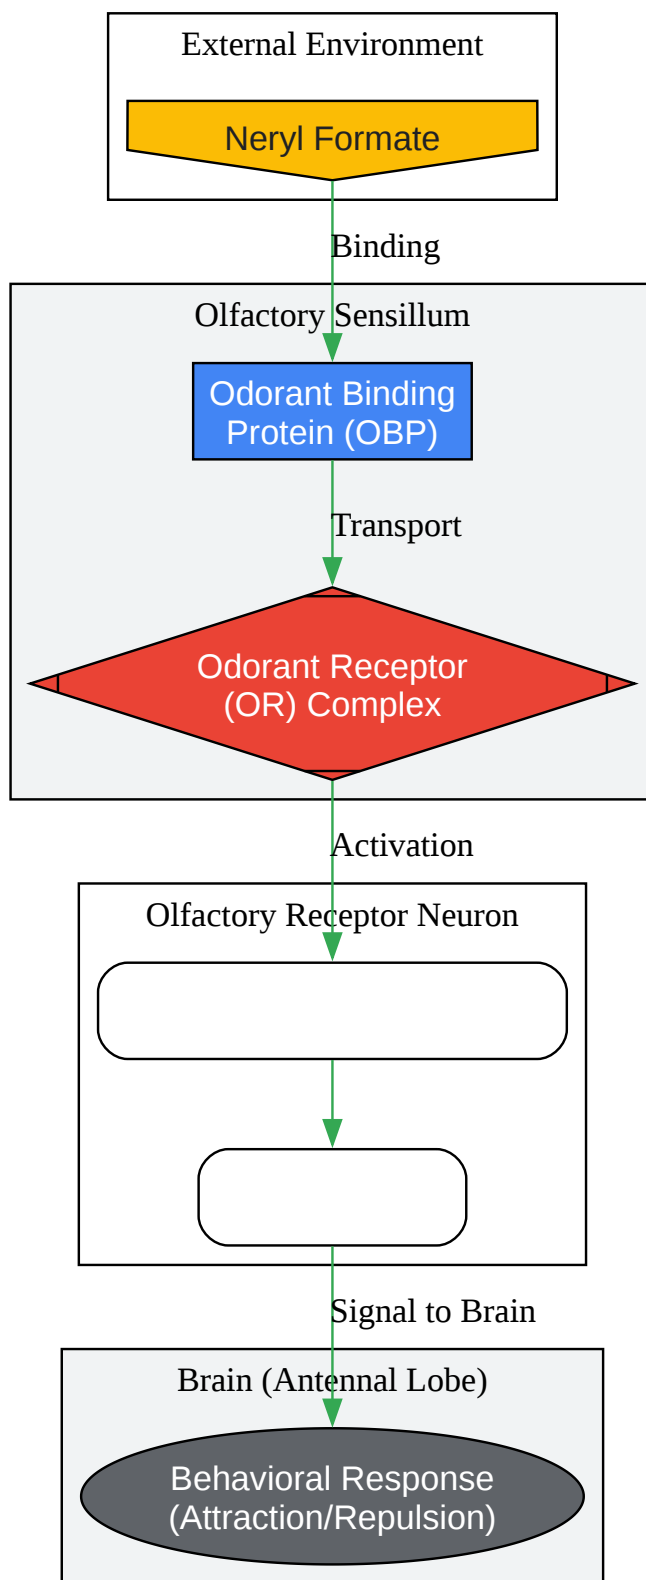 External Environment
Neryl Formate
Binding
Olfactory Sensillum
Odorant Binding
Protein (OBP)
Transport
Odorant Receptor
(OR) Complex
Activation
Olfactory Receptor Neuron
Signal to Brain
Brain (Antennal Lobe)
Behavioral Response
(Attraction/Repulsion)